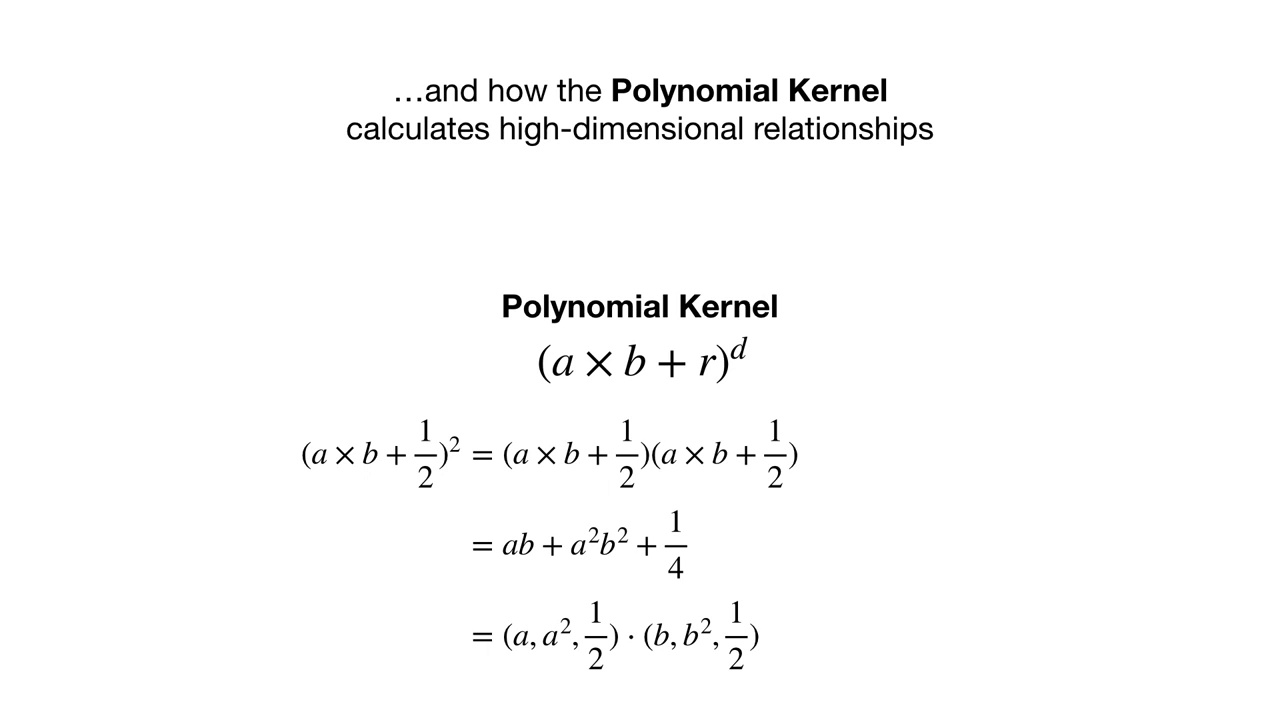 …and how the Polynomial Kernel
calculates high-dimensional relationships
Polynomial Kernel
(a × b + r)^d
(a × b + 1/2)^2 = (a × b + 1/2)(a × b + 1/2)
= ab + a^2b^2 + 1/4
= (a, a^2, 1/2) · (b, b^2, 1/2)